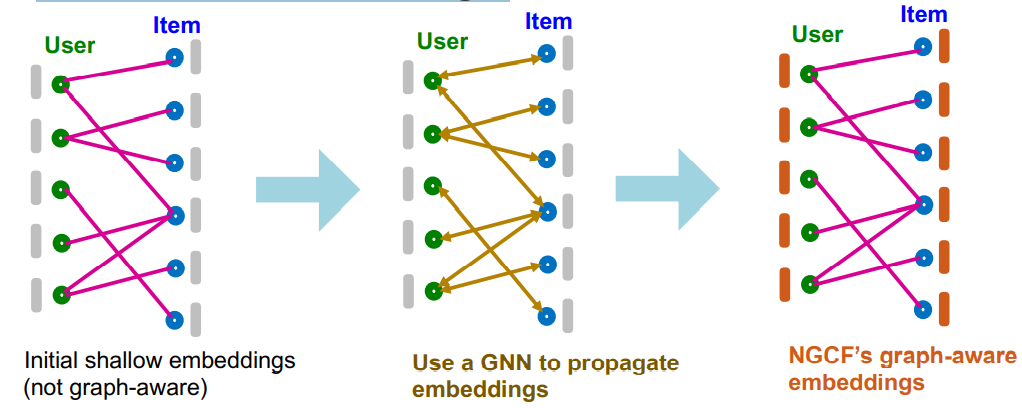 User
Item
User
Item
User
Item
Initial shallow embeddings
(not graph-aware)
Use a GNN to propagate
embeddings
NGCF's graph-aware
embeddings